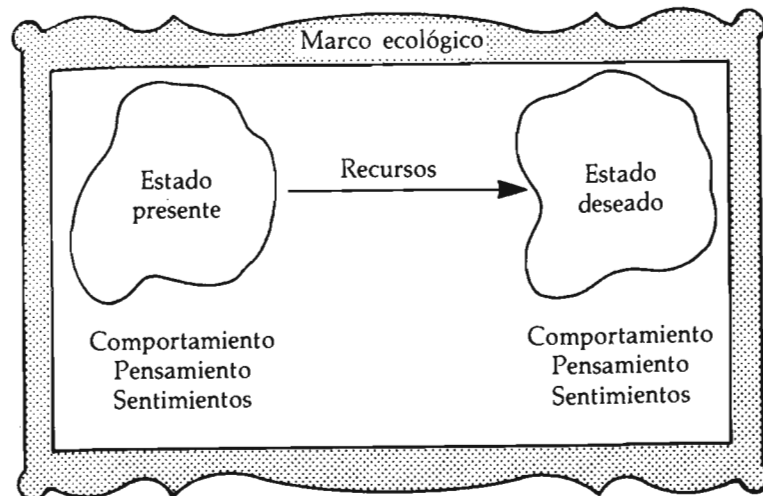 Marco ecológico
Estado
presente
Recursos
Estado
deseado
Comportamiento
Pensamiento
Sentimientos
Comportamiento
Pensamiento
Sentimientos